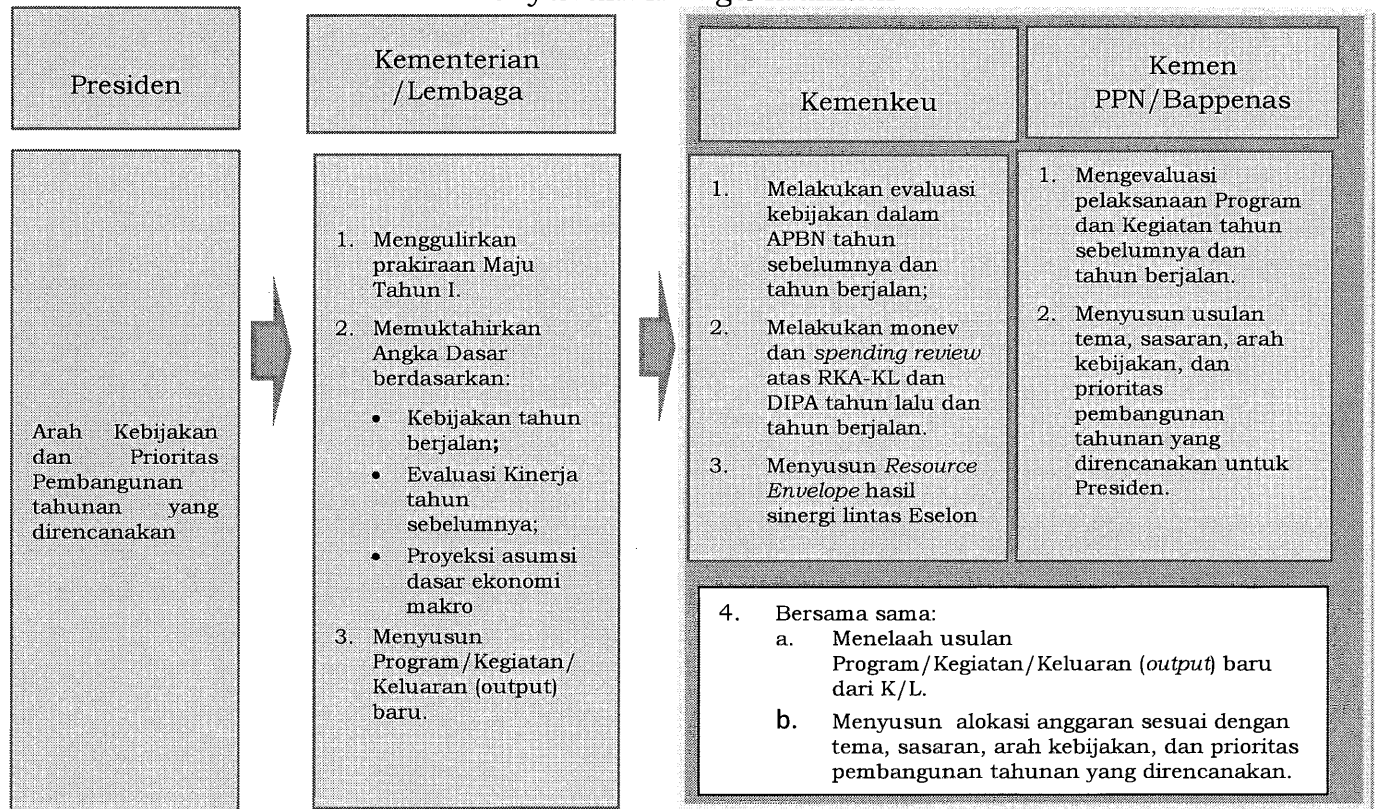 Presiden
Kementerian
/Lembaga
Kemenkeu
Kemen
PPN/Bappenas
Arah Kebijakan
dan Prioritas
Pembangunan
tahunan yang
direncanakan
1. Menggulirkan
prakiraan Maju
Tahun I.
2. Memuktahirkan
Angka Dasar
berdasarkan:
• Kebijakan tahun
berjalan;
• Evaluasi Kinerja
tahun
sebelumnya;
• Proyeksi asumsi
dasar ekonomi
makro
3. Menyusun
Program/Kegiatan/
Keluaran (output)
baru.
1. Melakukan evaluasi
kebijakan dalam
APBN tahun
sebelumnya dan
tahun berjalan;
2. Melakukan monev
dan spending review
atas RKA-KL dan
DIPA tahun lalu dan
tahun berjalan.
3. Menyusun Resource
Envelope hasil
sinergi lintas Eselon
1. Mengevaluasi
pelaksanaan Program
dan Kegiatan tahun
sebelumnya dan
tahun berjalan.
2. Menyusun usulan
tema, sasaran, arah
kebijakan, dan
prioritas
pembangunan
tahunan yang
direncanakan untuk
Presiden.
4. Bersama sama:
a. Menelaah usulan
Program/Kegiatan/Keluaran (output) baru
dari K/L.
b. Menyusun alokasi anggaran sesuai dengan
tema, sasaran, arah kebijakan, dan prioritas
pembangunan tahunan yang direncanakan.